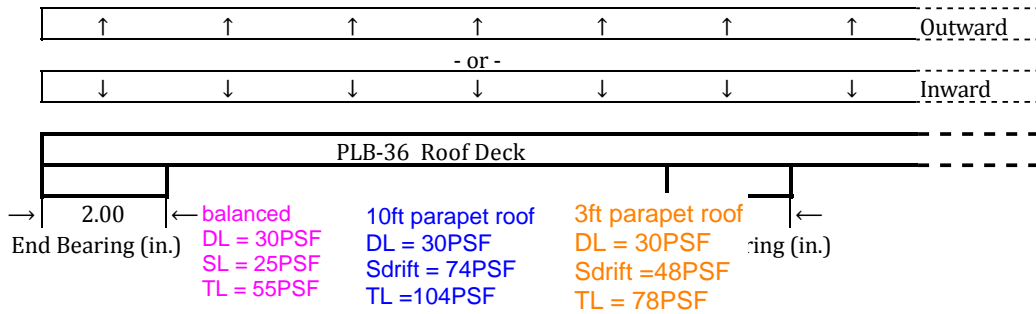 ↑ ↑ ↑ ↑ ↑ ↑ ↑ Outward
- or -
↓ ↓ ↓ ↓ ↓ ↓ ↓ Inward
PLB-36 Roof Deck
→ 2.00 ← ←
End Bearing (in.) ring (in.)
balanced
DL = 30PSF
SL = 25PSF
TL = 55PSF
10ft parapet roof
DL = 30PSF
Sdrift = 74PSF
TL =104PSF
3ft parapet roof
DL = 30PSF
Sdrift =48PSF
TL = 78PSF